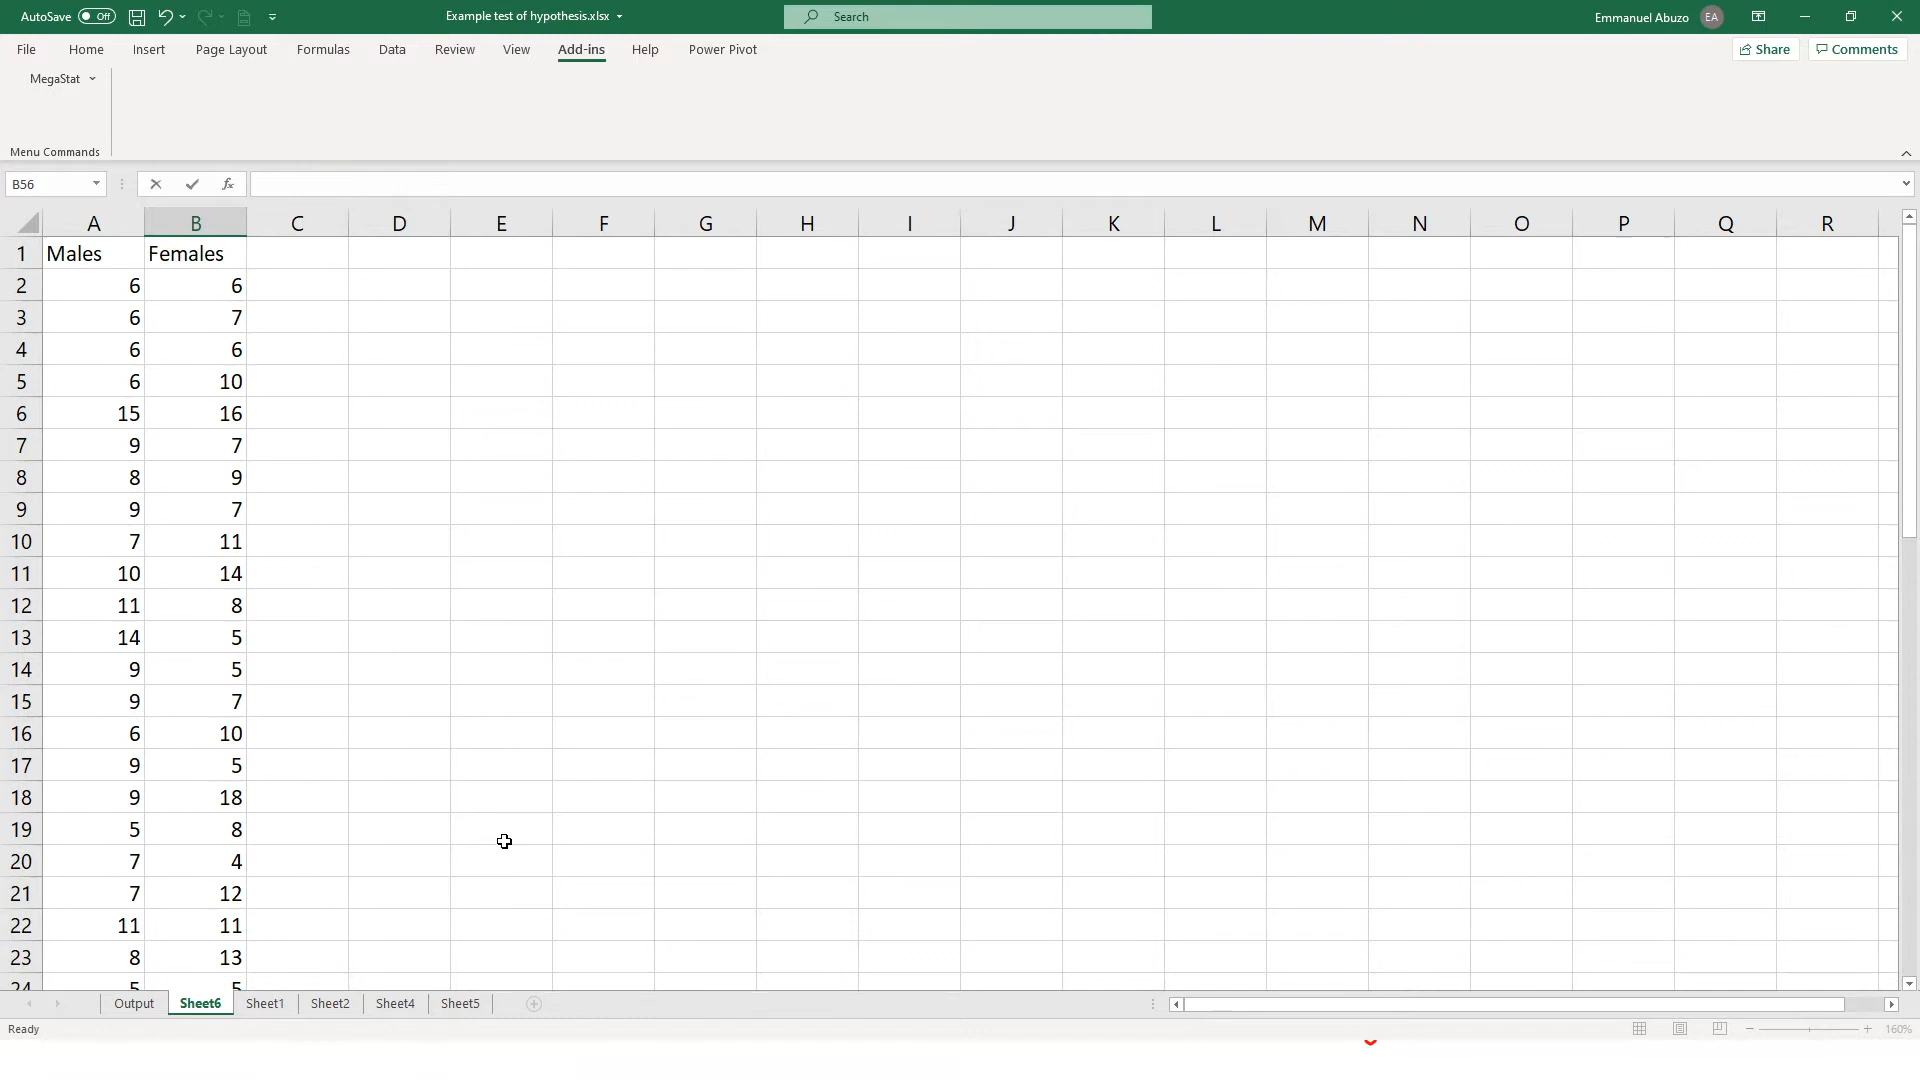 AutoSave Off Example test of hypothesis.xlsx Search Emmanuel Abuzo EA
File Home Insert Page Layout Formulas Data Review View Add-ins Help Power Pivot Share Comments
MegaStat
Menu Commands
B56 fx
A B C D E F G H I J K L M N O P Q R
1 Males Females
2 6 6
3 6 7
4 6 6
5 6 10
6 15 16
7 9 7
8 8 9
9 9 7
10 7 11
11 10 14
12 11 8
13 14 5
14 9 5
15 9 7
16 6 10
17 9 5
18 9 18
19 5 8
20 7 4
21 7 12
22 11 11
23 8 13
24 5 5
Output Sheet6 Sheet1 Sheet2 Sheet4 Sheet5
Ready 160%